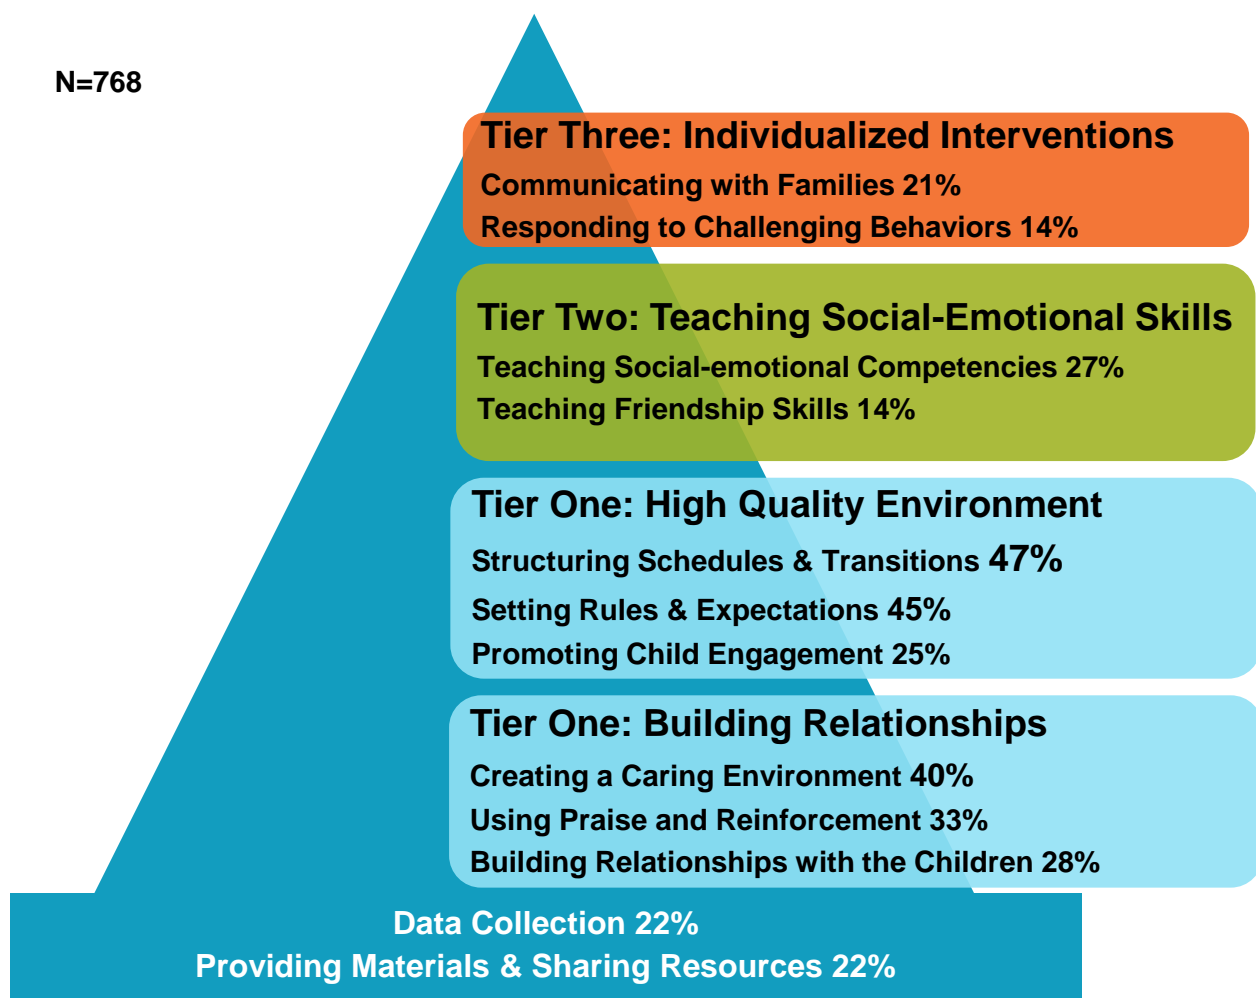 N=768
Tier Three: Individualized Interventions
Communicating with Families 21%
Responding to Challenging Behaviors 14%
Tier Two: Teaching Social-Emotional Skills
Teaching Social-emotional Competencies 27%
Teaching Friendship Skills 14%
Tier One: High Quality Environment
Structuring Schedules & Transitions 47%
Setting Rules & Expectations 45%
Promoting Child Engagement 25%
Tier One: Building Relationships
Creating a Caring Environment 40%
Using Praise and Reinforcement 33%
Building Relationships with the Children 28%
Data Collection 22%
Providing Materials & Sharing Resources 22%